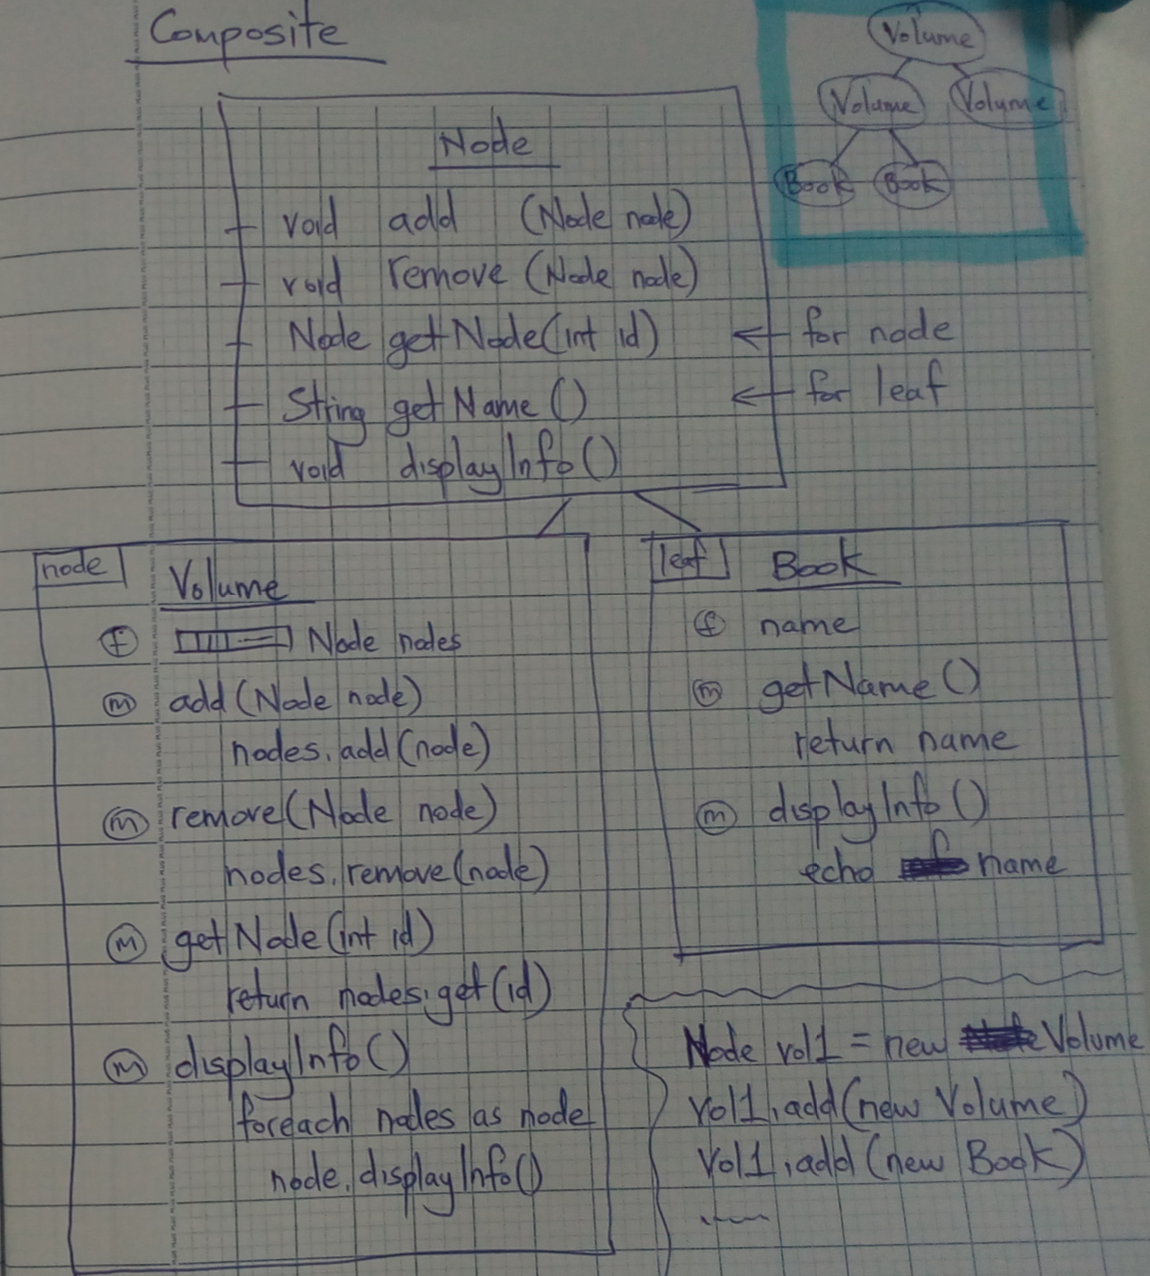 Composite
Volume
Volume Volume
Book Book
Node
void add (Node node)
void remove (Node node)
Node getNode(int id) ← for node
String getName() ← for leaf
void displayInfo()
node
Volume
f Node nodes
m add(Node node)
nodes.add(node)
m remove(Node node)
nodes.remove(node)
m getNode(int id)
return nodes.get(id)
m displayInfo()
foreach nodes as node
node.displayInfo()
leaf
Book
f name
m getName()
return name
m displayInfo()
echo name
Node vol1 = new Volume
vol1.add(new Volume)
vol1.add(new Book)